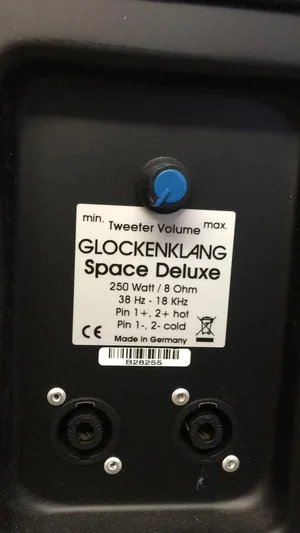 min. Tweeter Volume max.
GLOCKENKLANG
Space Deluxe
250 Watt / 8 Ohm
38 Hz - 18 KHz
Pin 1+, 2+ hot
Pin 1-, 2- cold
CE Made in Germany
B28255